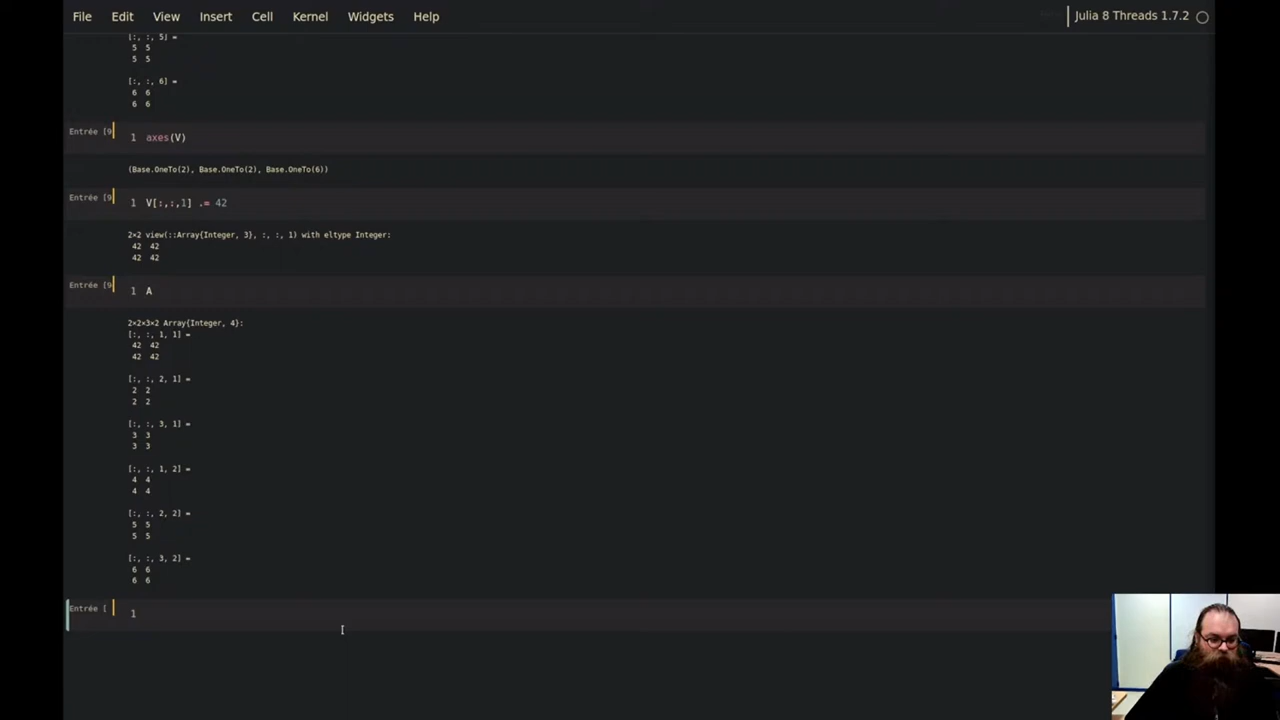 File Edit View Insert Cell Kernel Widgets Help Julia 8 Threads 1.7.2
[:, :, 5] =
5 5
5 5
[:, :, 6] =
6 6
6 6
Entrée [9 1 axes(V)
(Base.OneTo(2), Base.OneTo(2), Base.OneTo(6))
Entrée [9 1 V[:,:,1] .= 42
2×2 view(::Array{Integer, 3}, :, :, 1) with eltype Integer:
42 42
42 42
Entrée [9 1 A
2×2×3×2 Array{Integer, 4}:
[:, :, 1, 1] =
42 42
42 42
[:, :, 2, 1] =
2 2
2 2
[:, :, 3, 1] =
3 3
3 3
[:, :, 1, 2] =
4 4
4 4
[:, :, 2, 2] =
5 5
5 5
[:, :, 3, 2] =
6 6
6 6
Entrée [ 1